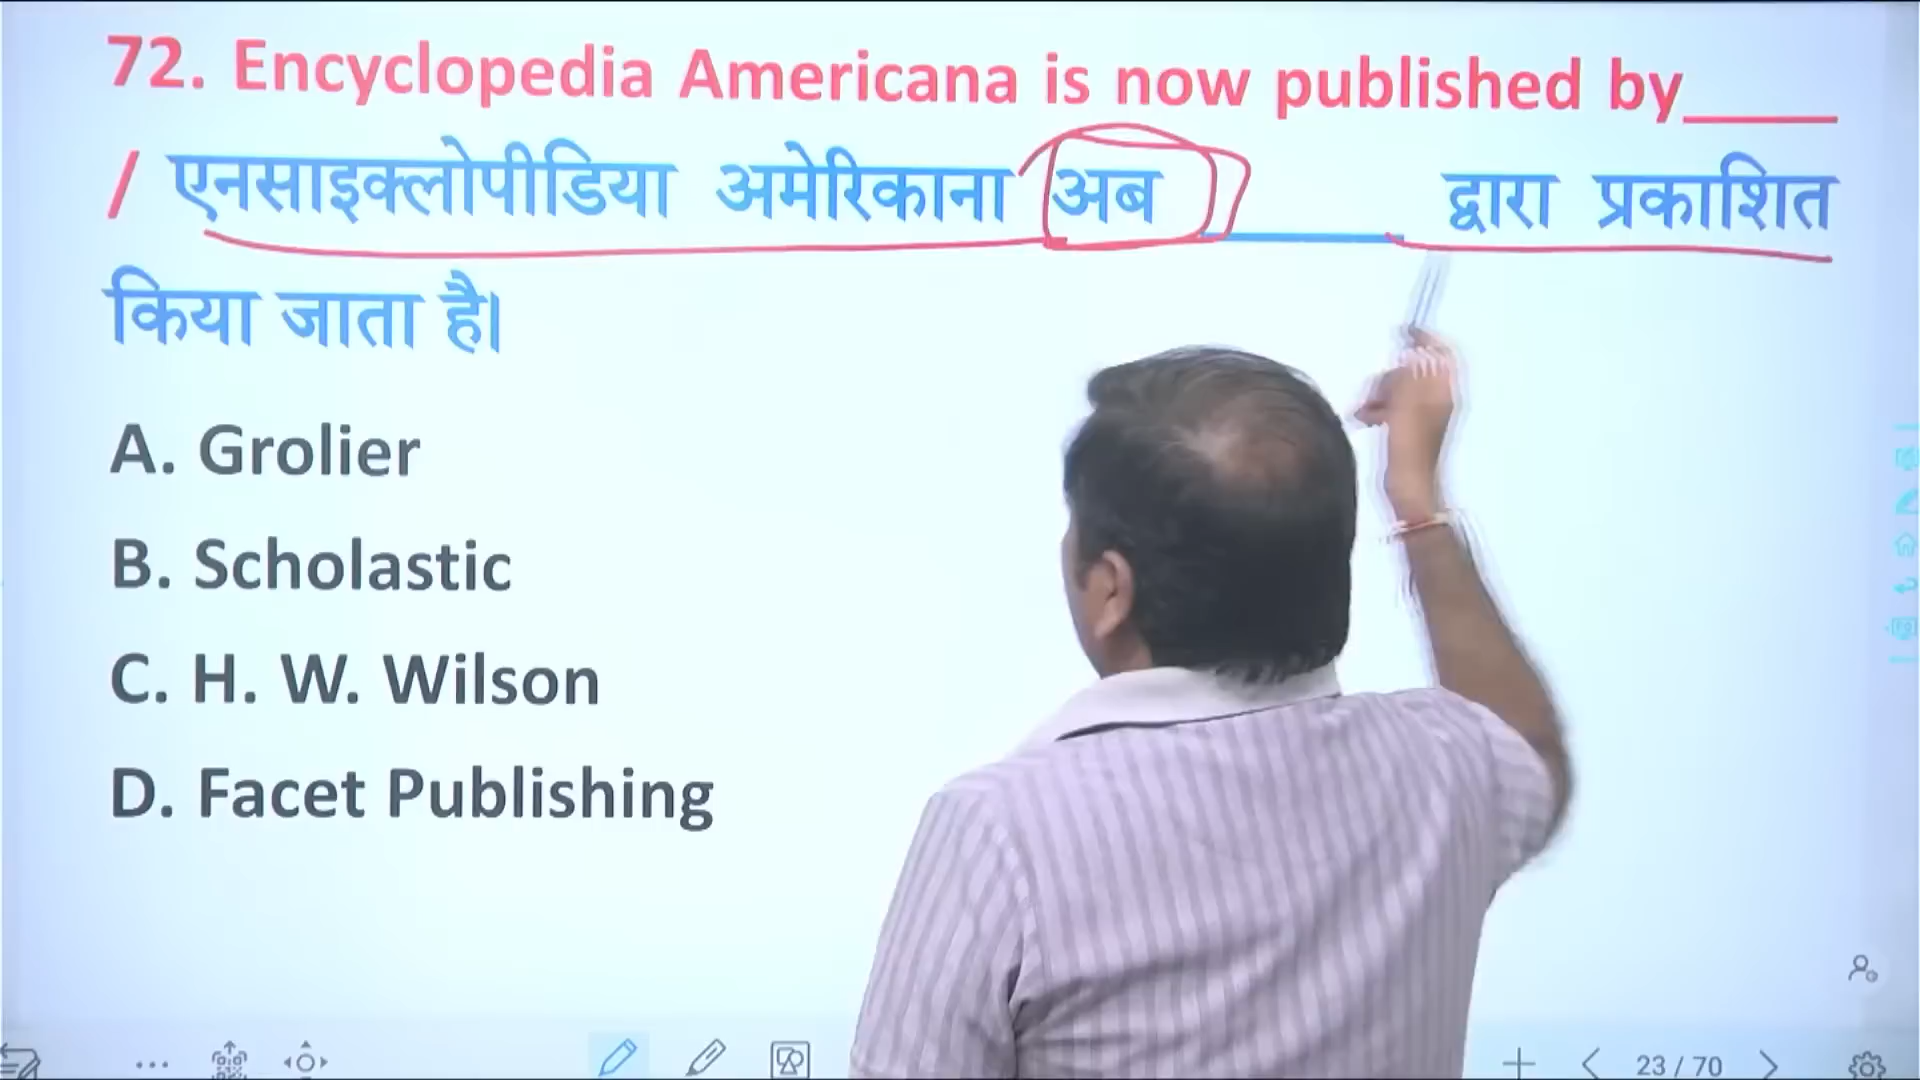 72. Encyclopedia Americana is now published by____
/ एनसाइक्लोपीडिया अमेरिकाना अब ____ द्वारा प्रकाशित
किया जाता है।
A. Grolier
B. Scholastic
C. H. W. Wilson
D. Facet Publishing
23 / 70